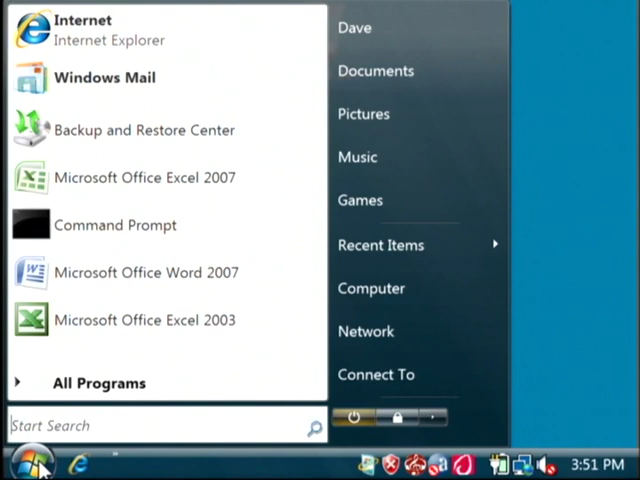 Internet
Internet Explorer
Windows Mail
Backup and Restore Center
Microsoft Office Excel 2007
Command Prompt
Microsoft Office Word 2007
Microsoft Office Excel 2003
All Programs
Start Search
Dave
Documents
Pictures
Music
Games
Recent Items
Computer
Network
Connect To
3:51 PM